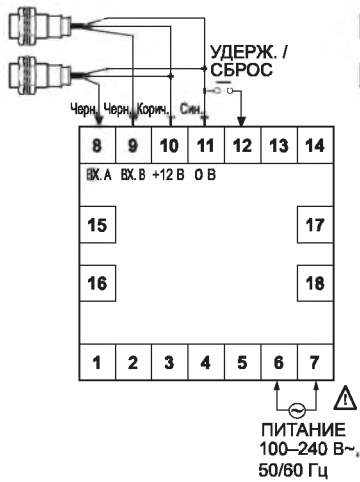 УДЕРЖ. /
СБРОС
Черн. Черн. Корич. Син.
8 9 10 11 12 13 14
ВХ. А ВХ. В +12 В 0 В
15 17
16 18
1 2 3 4 5 6 7
ПИТАНИЕ
100–240 В~,
50/60 Гц